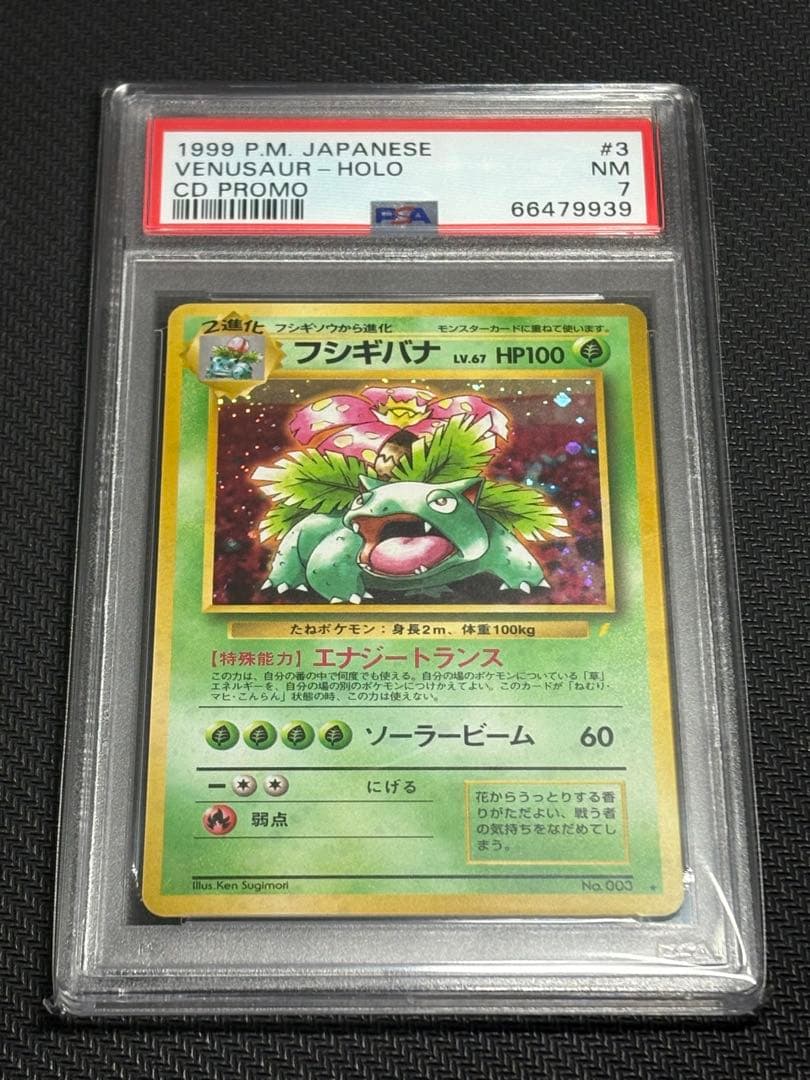 1999 P.M. JAPANESE #3
VENUSAUR - HOLO NM
CD PROMO 7
PSA 66479939
2進化 フシギソウから進化 モンスターカードに重ねて使います。
フシギバナ LV.67 HP100
たねポケモン：身長2m、体重100kg
【特殊能力】エナジートランス
この力は、自分の番の中で何度でも使える。自分の場のポケモンについている「草」
エネルギーを、自分の場の別のポケモンにつけかえてよい。このカードが「ねむり・
マヒ・こんらん」状態の時、この力は使えない。
ソーラービーム 60
にげる
弱点
花からうっとりする香
りがただよい、戦う者
の気持ちをなだめてし
まう。
Illus.Ken Sugimori No.003
PSA